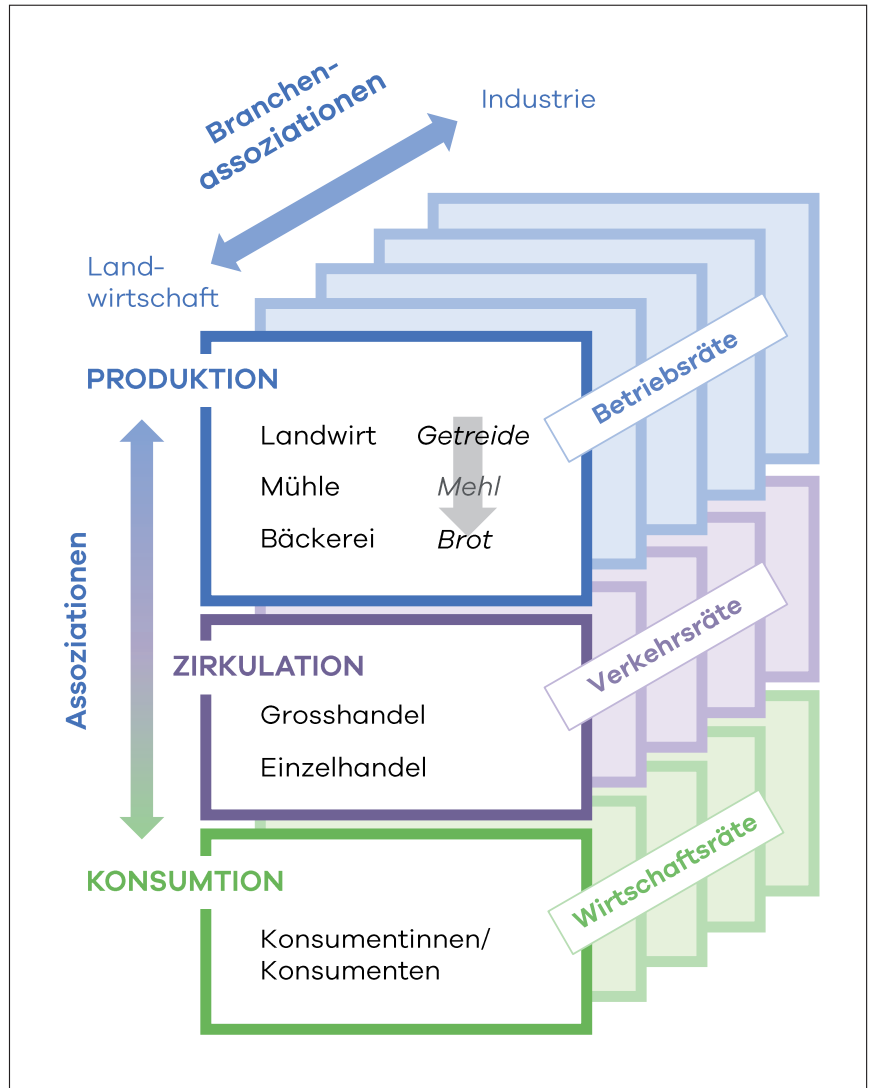 Branchen-
assoziationen
Industrie
Land-
wirtschaft
PRODUKTION
Betriebsräte
Landwirt Getreide
Mühle Mehl
Bäckerei Brot
Assoziationen
ZIRKULATION
Verkehrsräte
Grosshandel
Einzelhandel
KONSUMTION
Wirtschaftsräte
Konsumentinnen/
Konsumenten